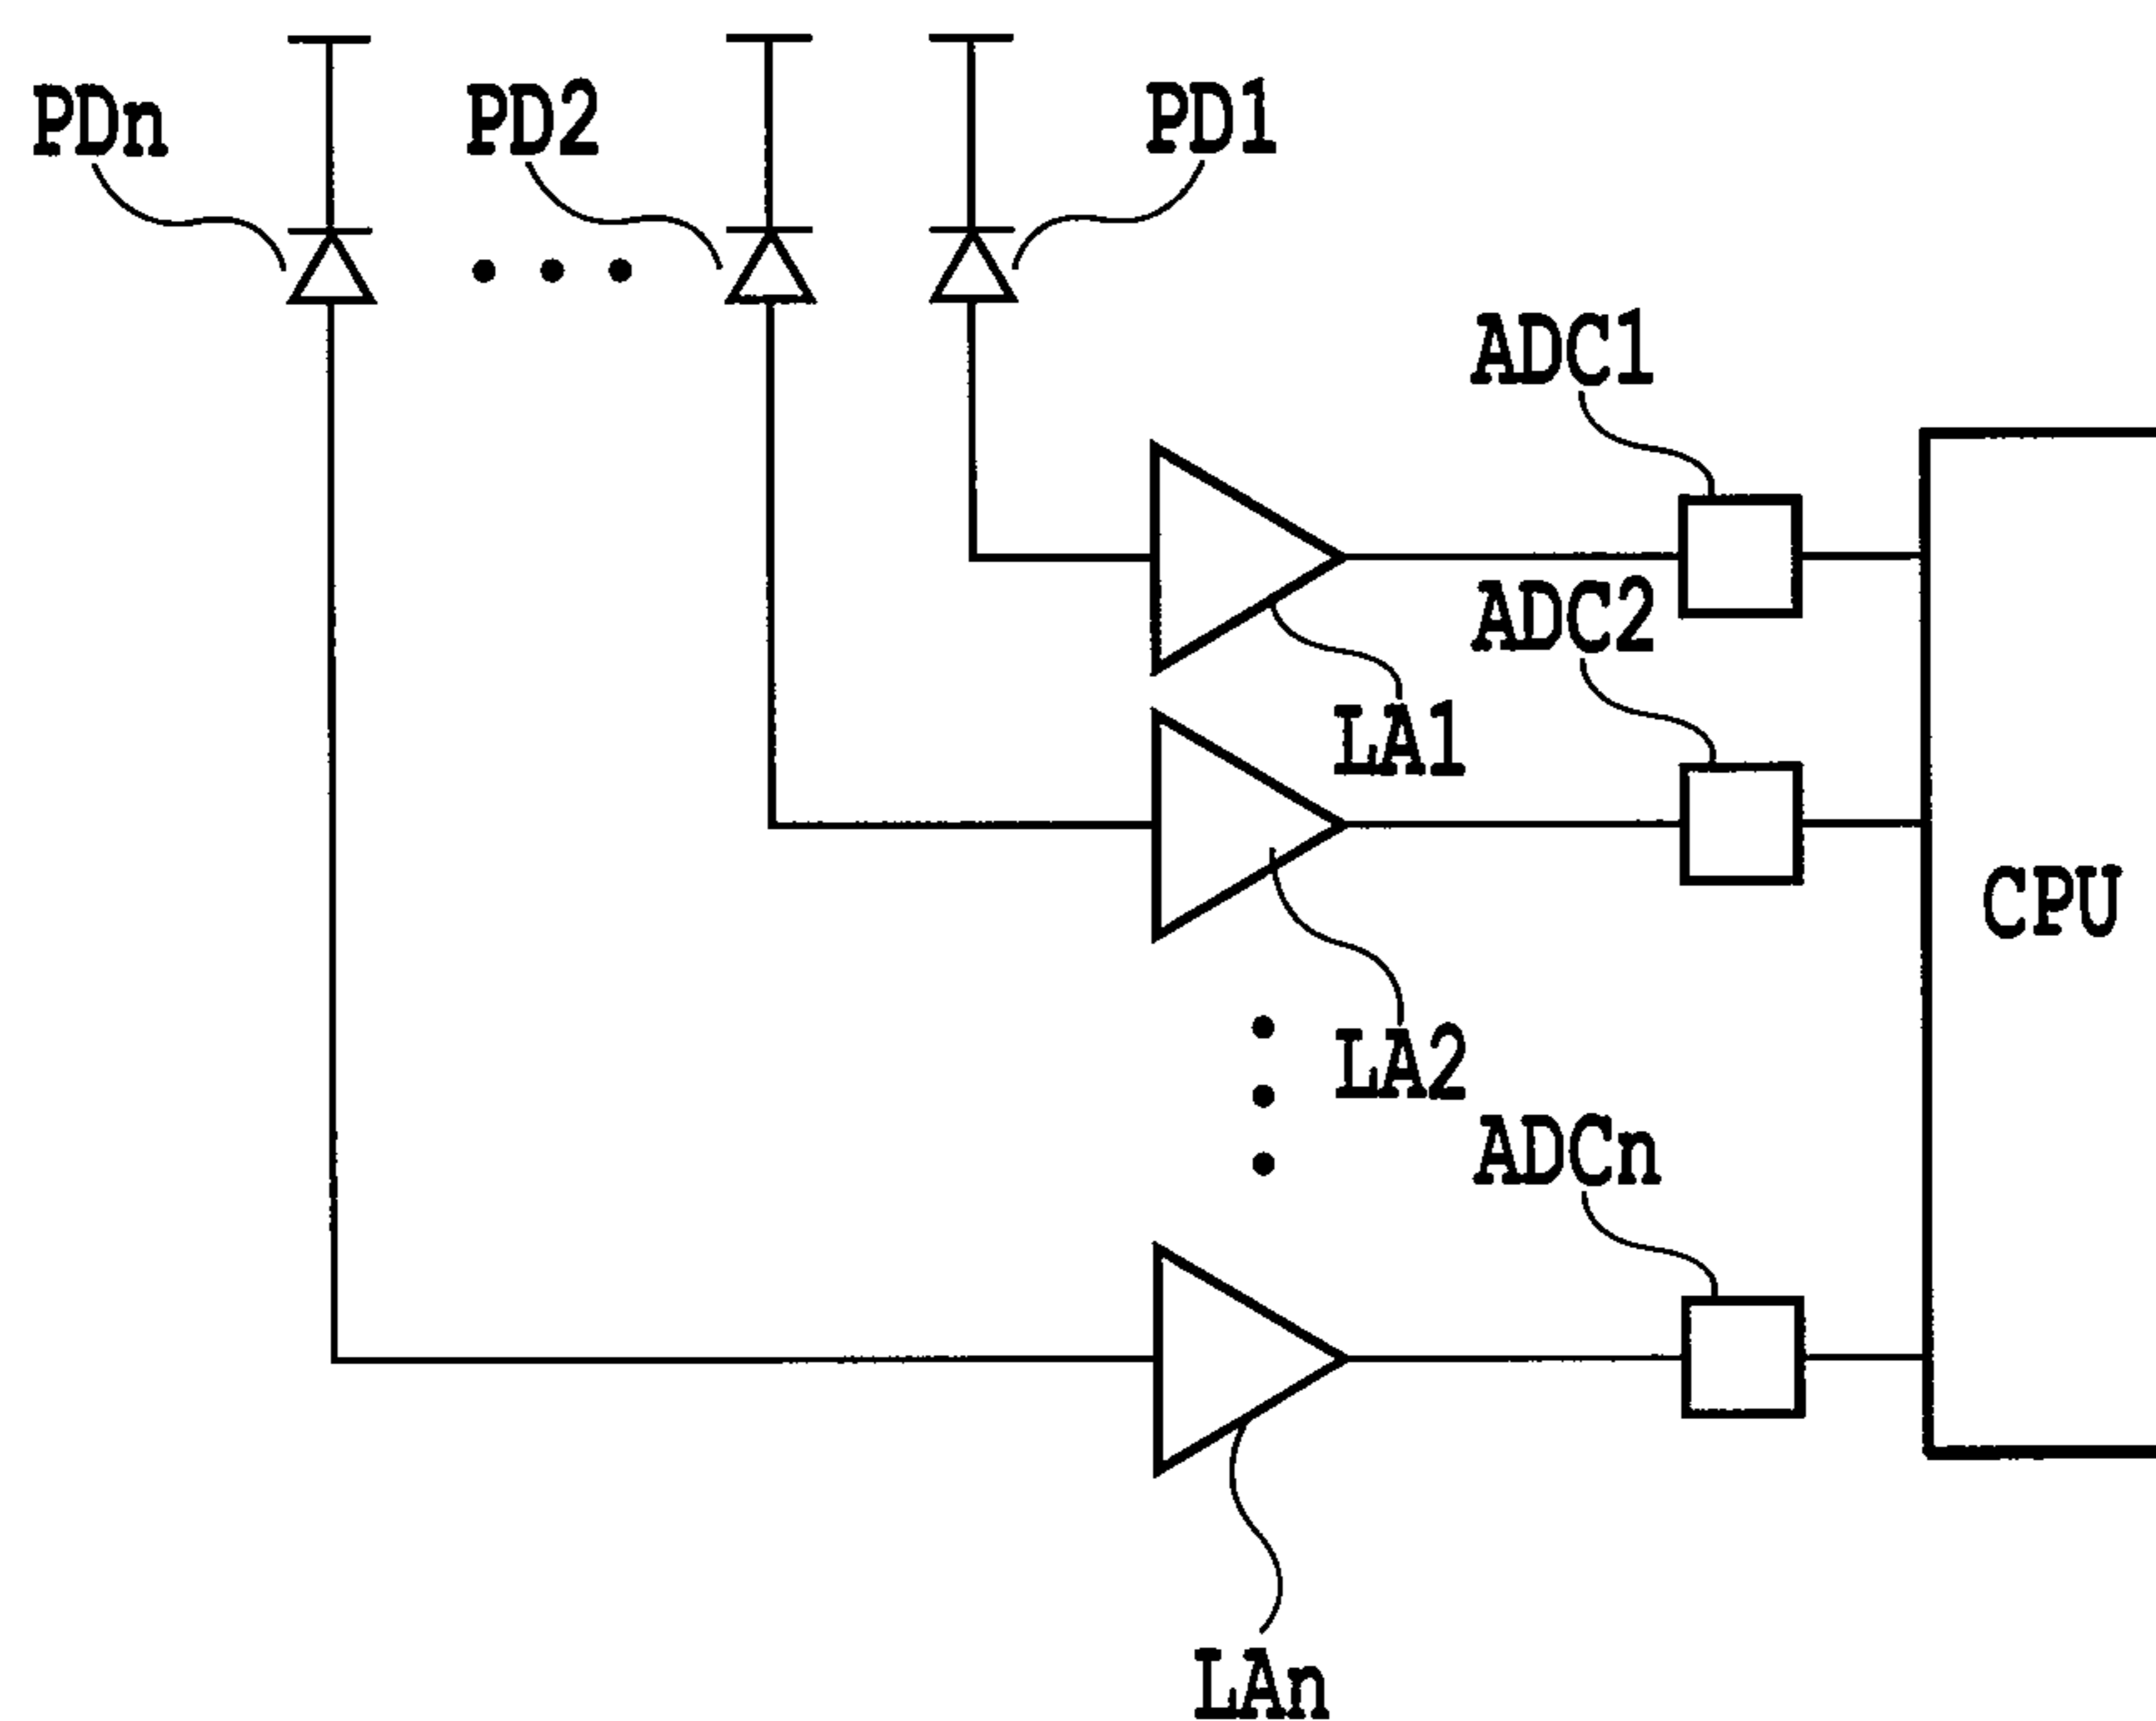 PDn
PD2
PD1
ADC1
ADC2
LA1
CPU
LA2
ADCn
LAn